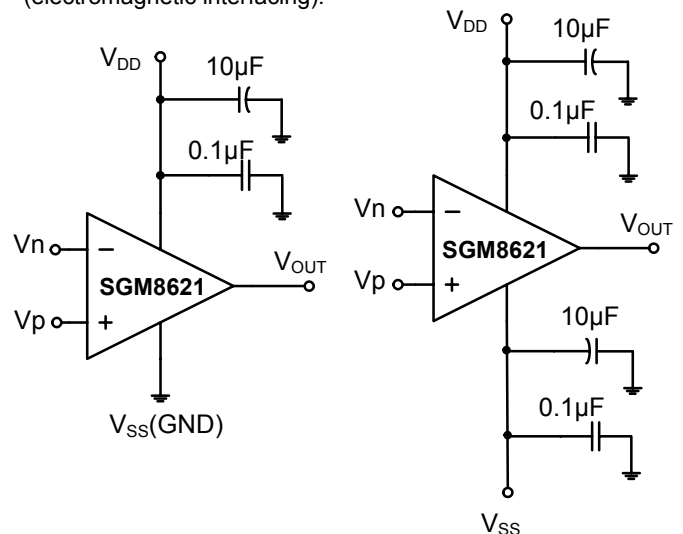 (electromagnetic interfacing).
VDD
10µF
0.1µF
Vn
Vp
−
+
SGM8621
VOUT
VSS(GND)
VDD
10µF
0.1µF
Vn
Vp
−
+
SGM8621
VOUT
10µF
0.1µF
VSS